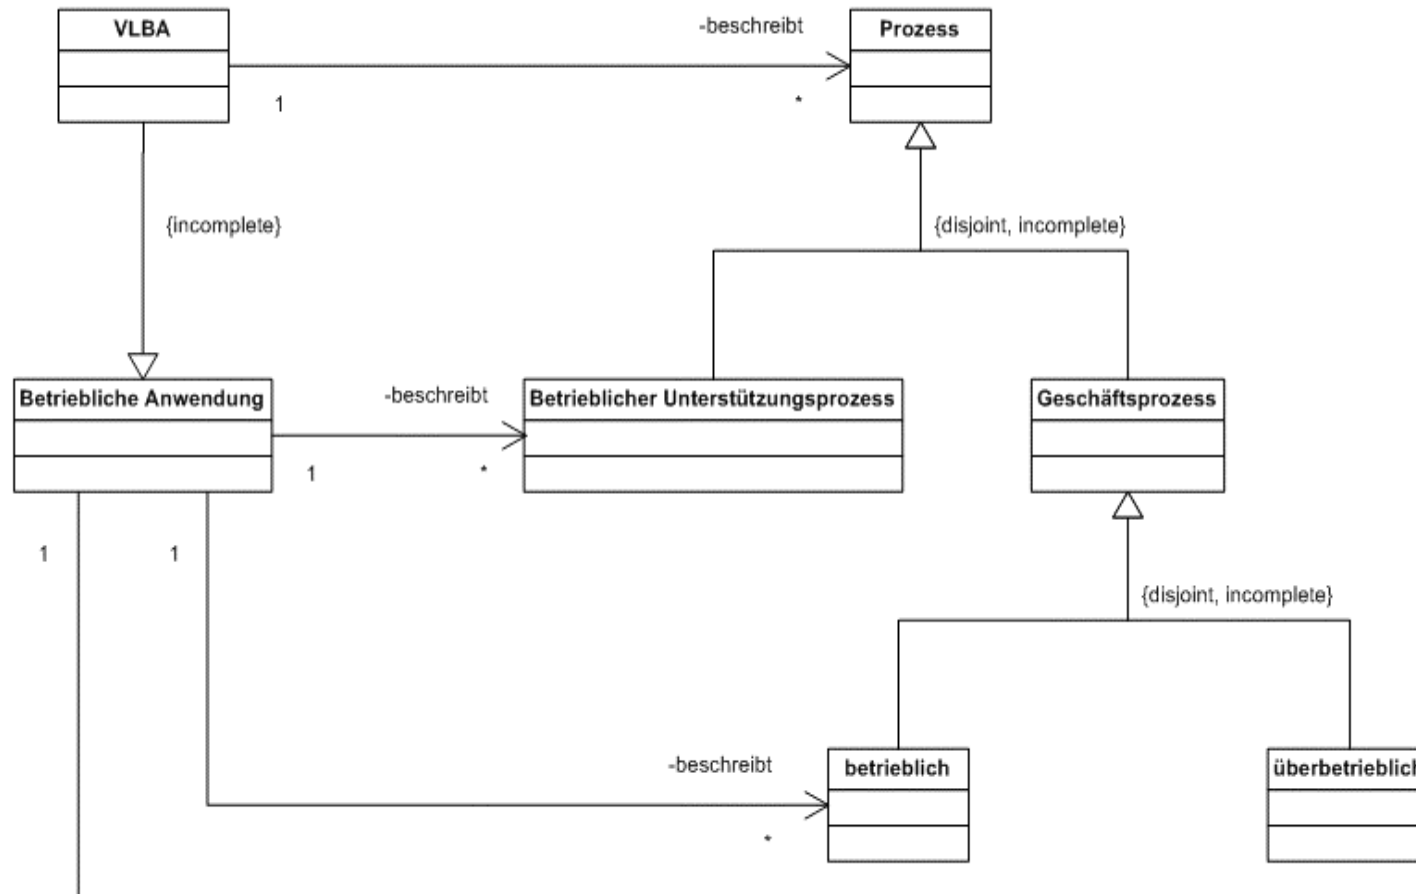 VLBA
-beschreibt
Prozess
1
*
{incomplete}
{disjoint, incomplete}
Betriebliche Anwendung
-beschreibt
Betrieblicher Unterstützungsprozess
Geschäftsprozess
1
*
1
1
{disjoint, incomplete}
-beschreibt
betrieblich
überbetrieblich
*